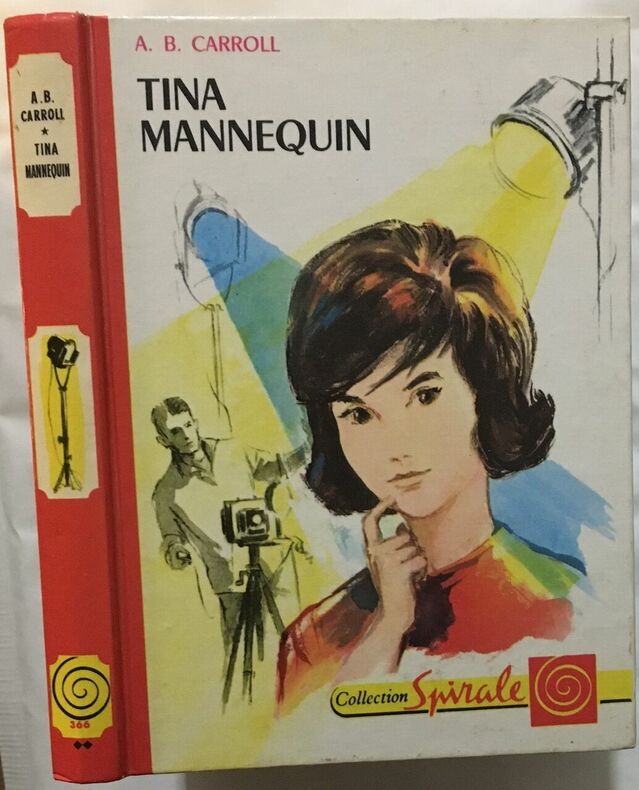 A. B. CARROLL
TINA
MANNEQUIN
A.B.
CARROLL
★
TINA
MANNEQUIN
Collection Spirale
366
◆◆